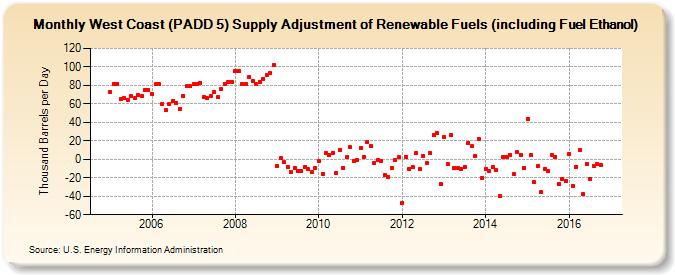 Monthly West Coast (PADD 5) Supply Adjustment of Renewable Fuels (including Fuel Ethanol)
Thousand Barrels per Day
120
100
80
60
40
20
0
-20
-40
-60
2006 2008 2010 2012 2014 2016
Source: U.S. Energy Information Administration